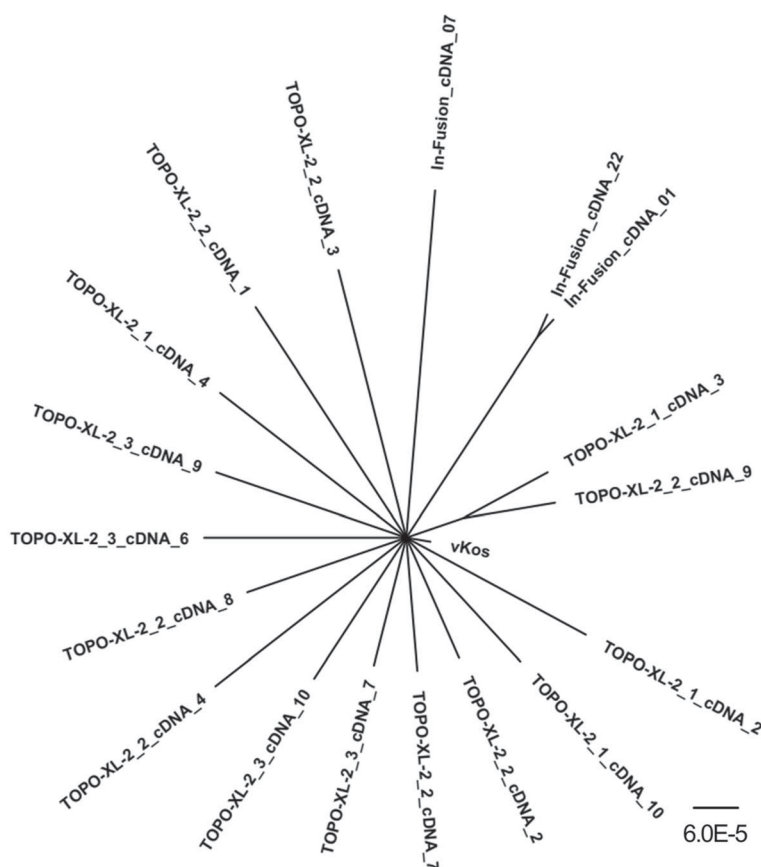 In-Fusion_cDNA_07
TOPO-XL-2_2_cDNA_3
TOPO-XL-2_2_cDNA_1
In-Fusion_cDNA_22
In-Fusion_cDNA_01
TOPO-XL-2_1_cDNA_4
TOPO-XL-2_1_cDNA_3
TOPO-XL-2_3_cDNA_9
TOPO-XL-2_2_cDNA_9
TOPO-XL-2_3_cDNA_6
vKos
TOPO-XL-2_2_cDNA_8
TOPO-XL-2_1_cDNA_2
TOPO-XL-2_2_cDNA_4
TOPO-XL-2_3_cDNA_10
TOPO-XL-2_3_cDNA_7
TOPO-XL-2_2_cDNA_7
TOPO-XL-2_2_cDNA_2
TOPO-XL-2_1_cDNA_10
6.0E-5